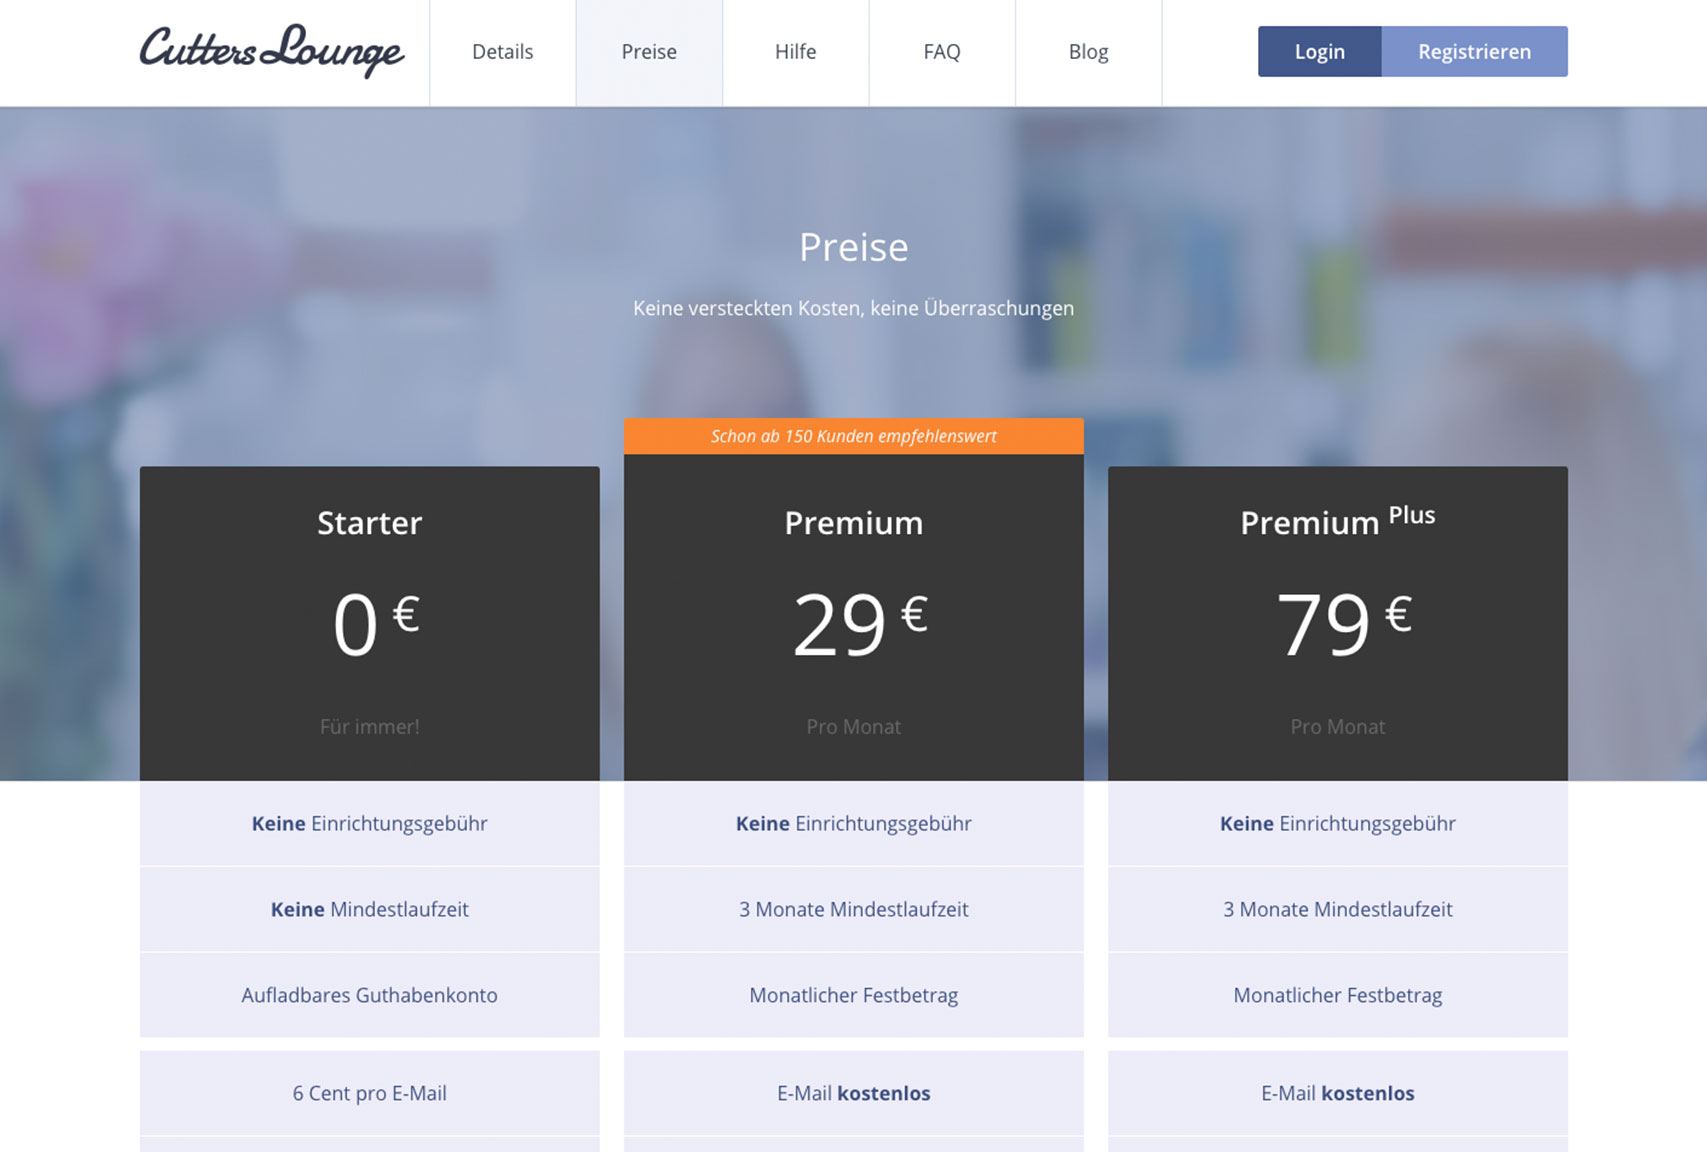 Cutters Lounge
Details
Preise
Hilfe
FAQ
Blog
Login
Registrieren
Preise
Keine versteckten Kosten, keine Überraschungen
Starter
0 €
Für immer!
Keine Einrichtungsgebühr
Keine Mindestlaufzeit
Aufladbares Guthabenkonto
6 Cent pro E-Mail
Schon ab 150 Kunden empfehlenswert
Premium
29 €
Pro Monat
Keine Einrichtungsgebühr
3 Monate Mindestlaufzeit
Monatlicher Festbetrag
E-Mail kostenlos
Premium Plus
79 €
Pro Monat
Keine Einrichtungsgebühr
3 Monate Mindestlaufzeit
Monatlicher Festbetrag
E-Mail kostenlos